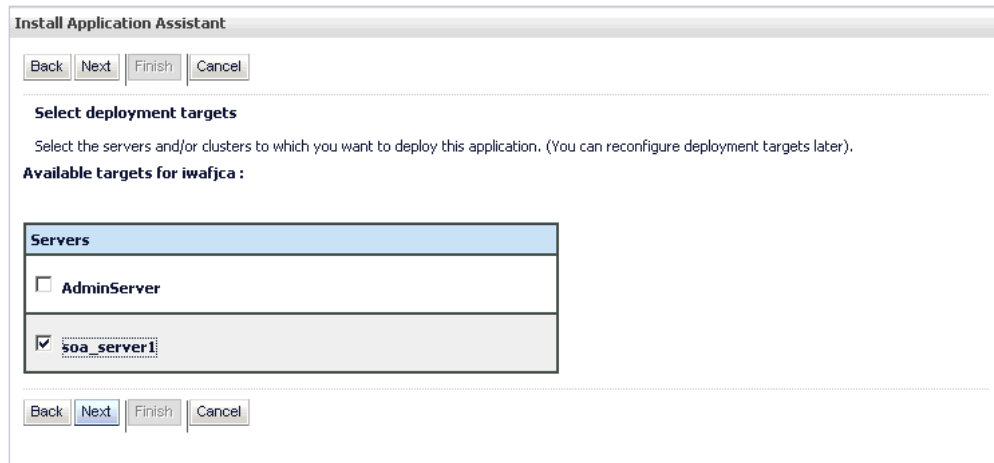 Install Application Assistant
Back Next Finish Cancel
Select deployment targets
Select the servers and/or clusters to which you want to deploy this application. (You can reconfigure deployment targets later).
Available targets for iwafjca :
Servers
AdminServer
soa_server1
Back Next Finish Cancel